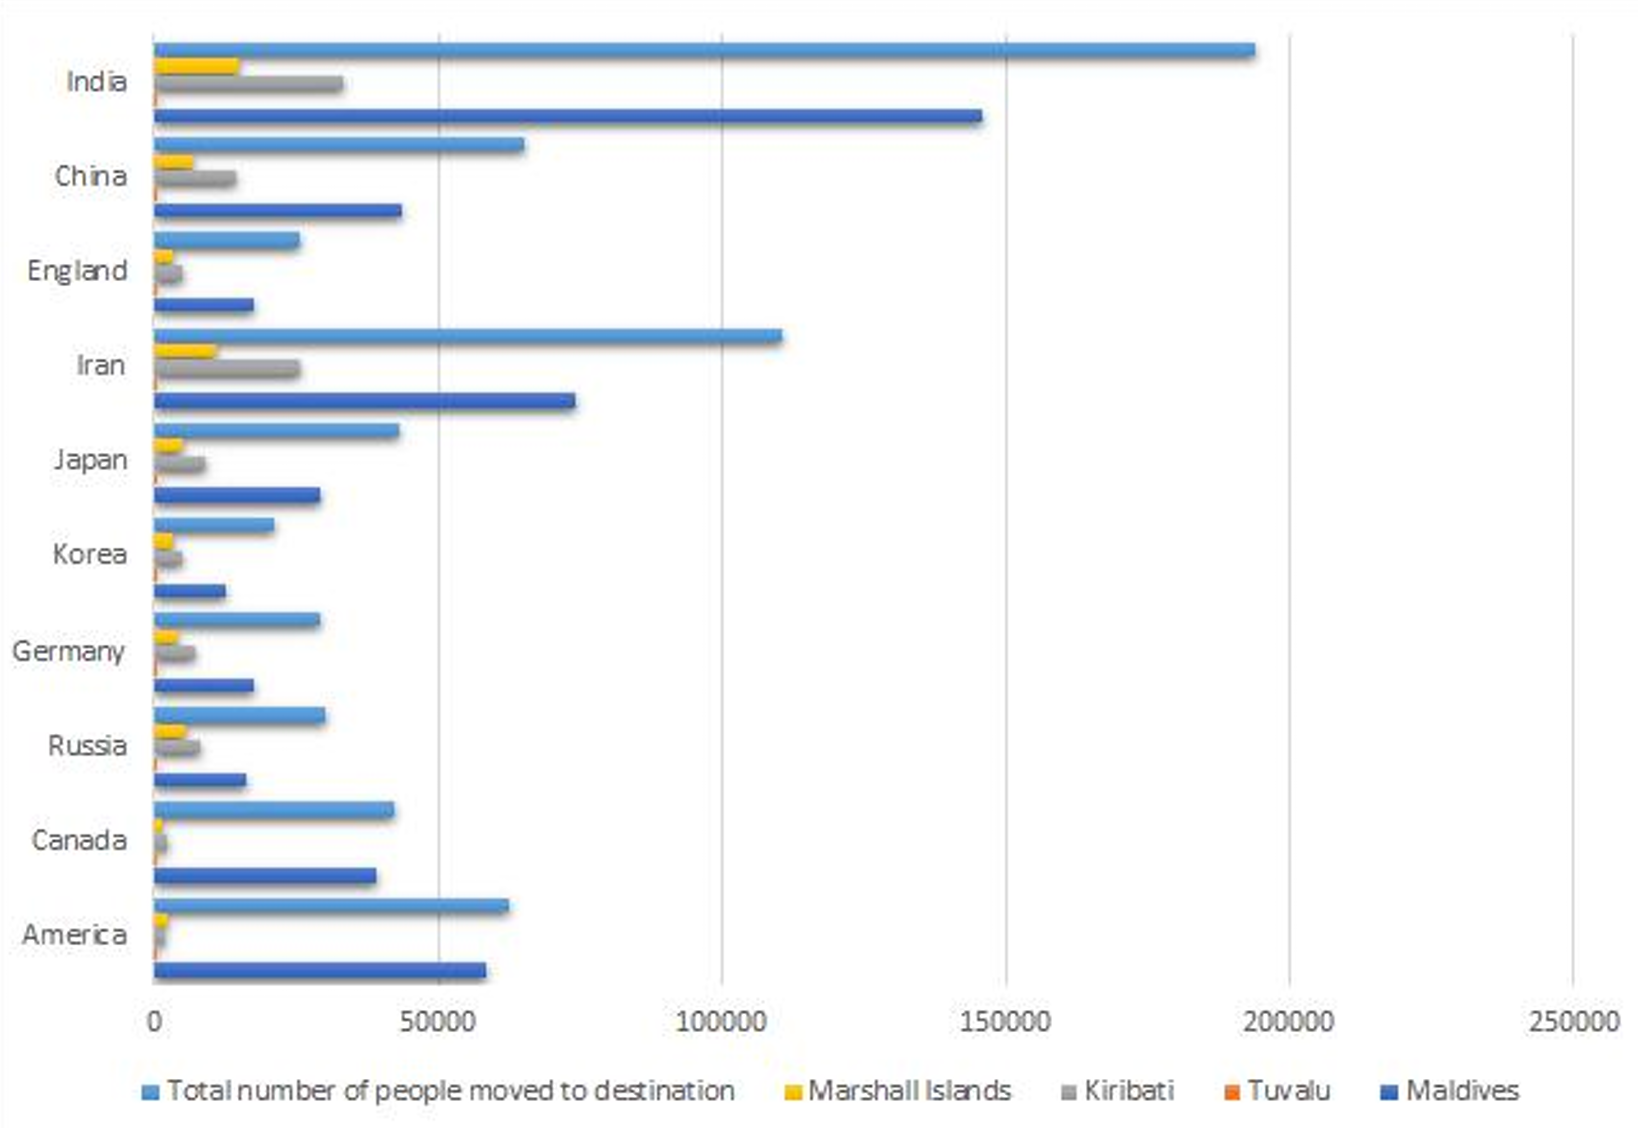 India
China
England
Iran
Japan
Korea
Germany
Russia
Canada
America
0 50000 100000 150000 200000 250000
Total number of people moved to destination Marshall Islands Kiribati Tuvalu Maldives